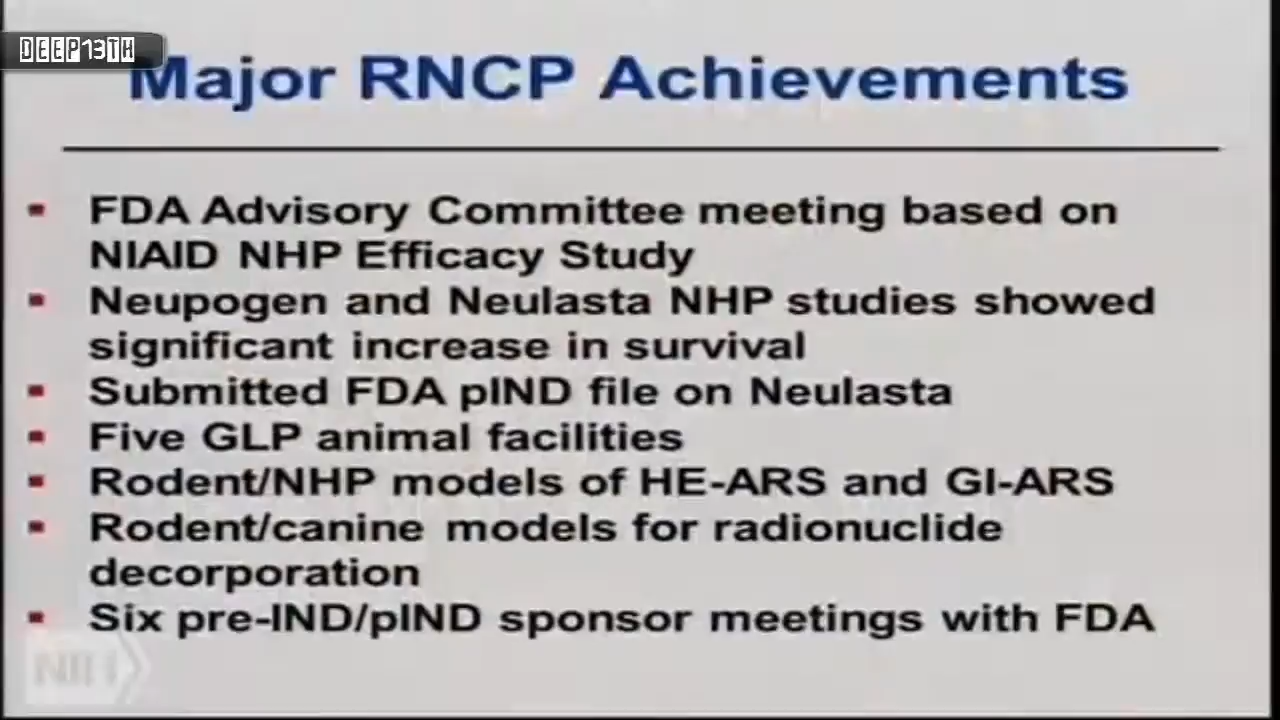 DEEP13TH
Major RNCP Achievements
▪ FDA Advisory Committee meeting based on
NIAID NHP Efficacy Study
▪ Neupogen and Neulasta NHP studies showed
significant increase in survival
▪ Submitted FDA pIND file on Neulasta
▪ Five GLP animal facilities
▪ Rodent/NHP models of HE-ARS and GI-ARS
▪ Rodent/canine models for radionuclide
decorporation
▪ Six pre-IND/pIND sponsor meetings with FDA
NIH